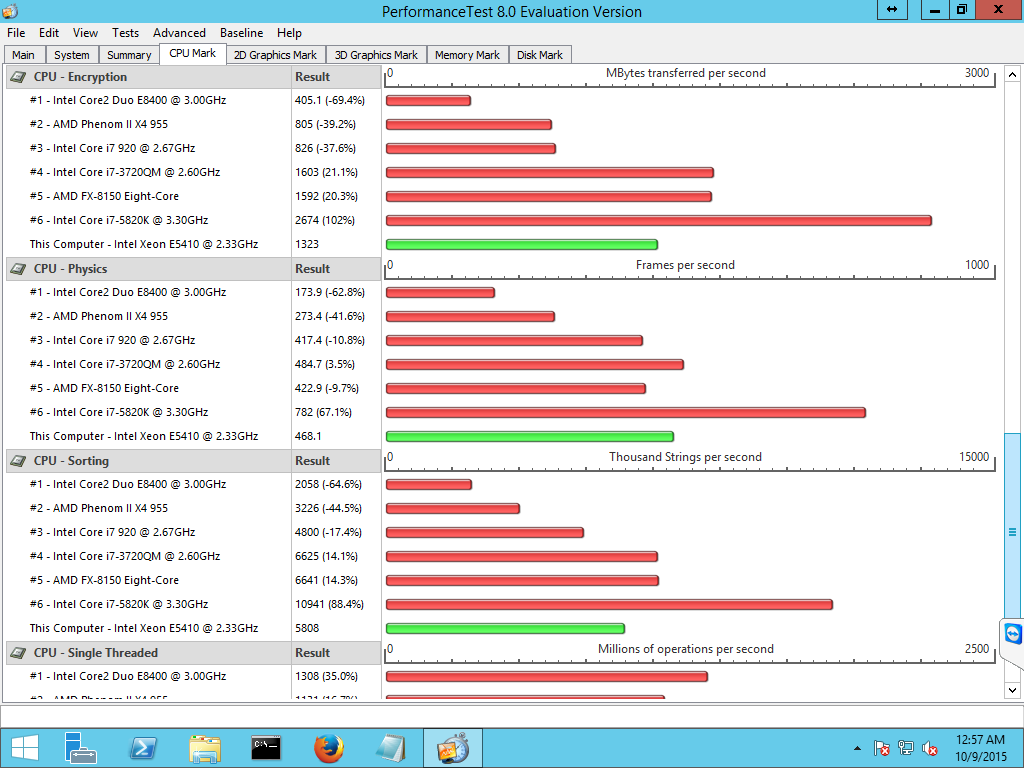 PerformanceTest 8.0 Evaluation Version
File Edit View Tests Advanced Baseline Help
Main System Summary CPU Mark 2D Graphics Mark 3D Graphics Mark Memory Mark Disk Mark
CPU - Encryption Result 0 MBytes transferred per second 3000
#1 - Intel Core2 Duo E8400 @ 3.00GHz 405.1 (-69.4%)
#2 - AMD Phenom II X4 955 805 (-39.2%)
#3 - Intel Core i7 920 @ 2.67GHz 826 (-37.6%)
#4 - Intel Core i7-3720QM @ 2.60GHz 1603 (21.1%)
#5 - AMD FX-8150 Eight-Core 1592 (20.3%)
#6 - Intel Core i7-5820K @ 3.30GHz 2674 (102%)
This Computer - Intel Xeon E5410 @ 2.33GHz 1323
CPU - Physics Result 0 Frames per second 1000
#1 - Intel Core2 Duo E8400 @ 3.00GHz 173.9 (-62.8%)
#2 - AMD Phenom II X4 955 273.4 (-41.6%)
#3 - Intel Core i7 920 @ 2.67GHz 417.4 (-10.8%)
#4 - Intel Core i7-3720QM @ 2.60GHz 484.7 (3.5%)
#5 - AMD FX-8150 Eight-Core 422.9 (-9.7%)
#6 - Intel Core i7-5820K @ 3.30GHz 782 (67.1%)
This Computer - Intel Xeon E5410 @ 2.33GHz 468.1
CPU - Sorting Result 0 Thousand Strings per second 15000
#1 - Intel Core2 Duo E8400 @ 3.00GHz 2058 (-64.6%)
#2 - AMD Phenom II X4 955 3226 (-44.5%)
#3 - Intel Core i7 920 @ 2.67GHz 4800 (-17.4%)
#4 - Intel Core i7-3720QM @ 2.60GHz 6625 (14.1%)
#5 - AMD FX-8150 Eight-Core 6641 (14.3%)
#6 - Intel Core i7-5820K @ 3.30GHz 10941 (88.4%)
This Computer - Intel Xeon E5410 @ 2.33GHz 5808
CPU - Single Threaded Result 0 Millions of operations per second 2500
#1 - Intel Core2 Duo E8400 @ 3.00GHz 1308 (35.0%)
#2 - AMD Phenom II X4 955 1131 (16.7%)
12:57 AM
10/9/2015